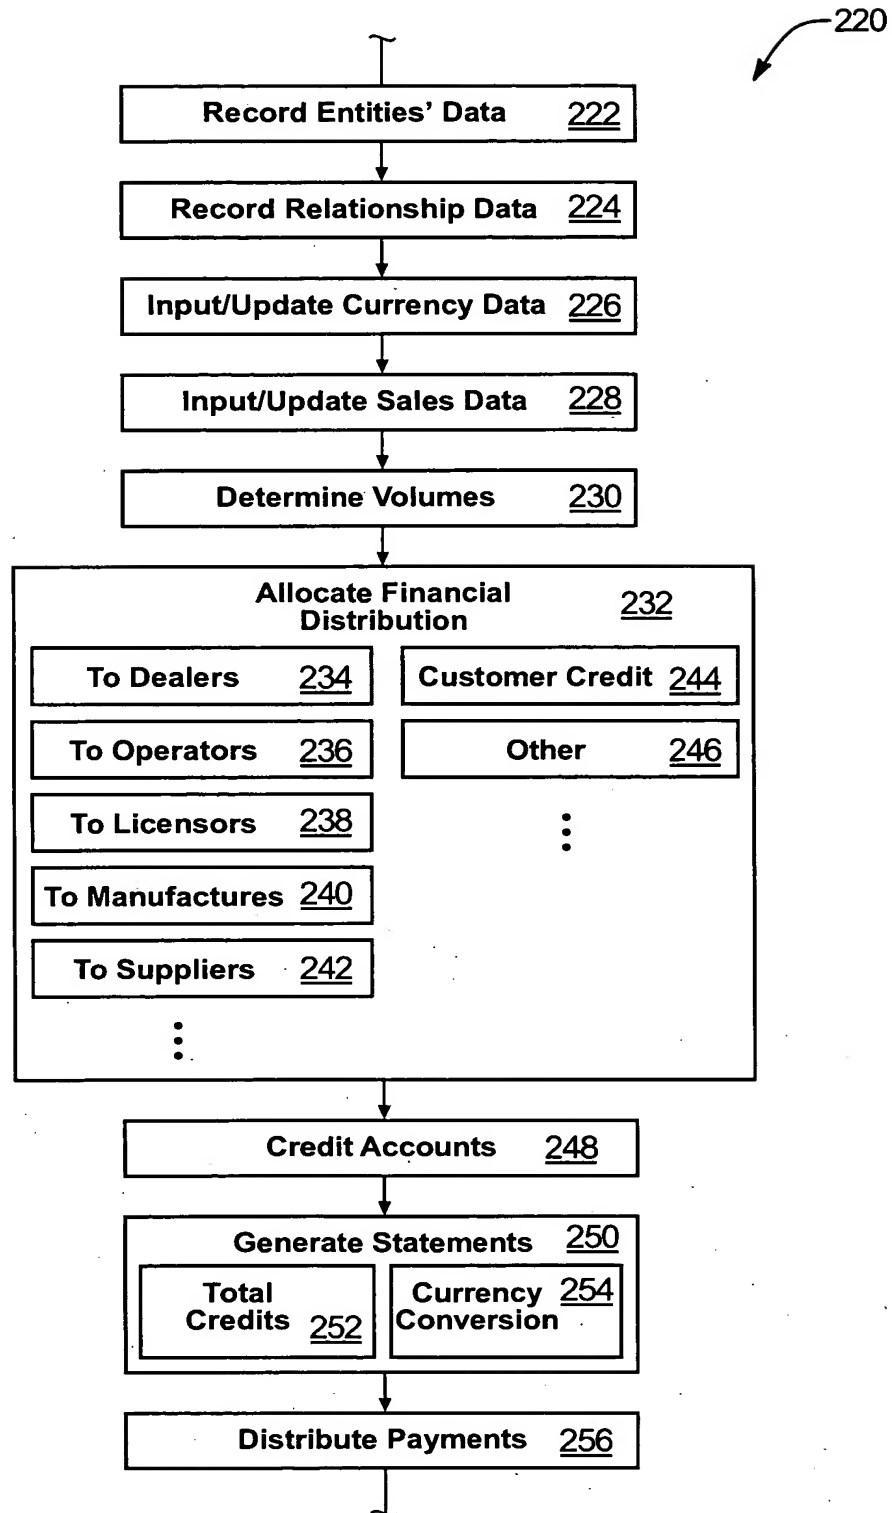 220
Record Entities' Data 222
Record Relationship Data 224
Input/Update Currency Data 226
Input/Update Sales Data 228
Determine Volumes 230
Allocate Financial
Distribution 232
To Dealers 234
To Operators 236
To Licensors 238
To Manufactures 240
To Suppliers 242
Customer Credit 244
Other 246
Credit Accounts 248
Generate Statements 250
Total
Credits 252
Currency 254
Conversion
Distribute Payments 256